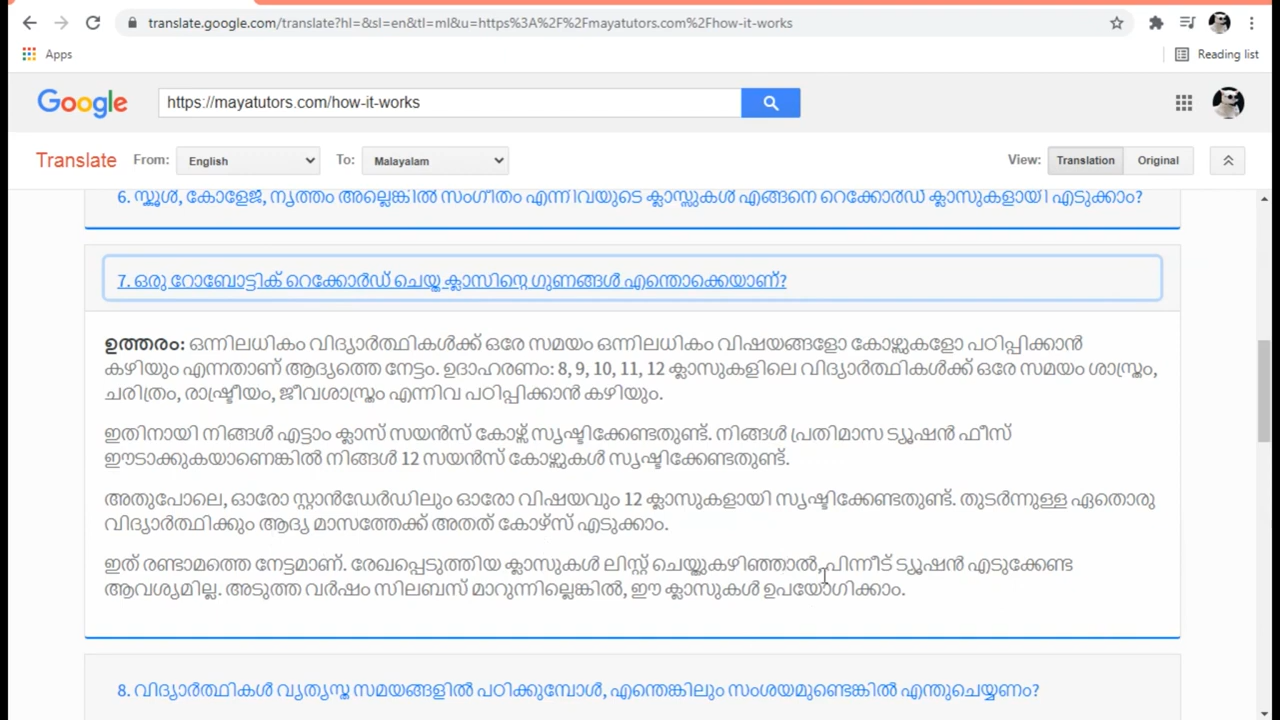 translate.google.com/translate?hl=&sl=en&tl=ml&u=https%3A%2F%2Fmayatutors.com%2Fhow-it-works
Apps
Reading list
Google
https://mayatutors.com/how-it-works
Translate From: English To: Malayalam View: Translation Original
6. സ്കൂൾ, കോളേജ്, നൃത്തം അല്ലെങ്കിൽ സംഗീതം എന്നിവയുടെ ക്ലാസ്സുകൾ എങ്ങനെ റെക്കോർഡ് ക്ലാസുകളായി എടുക്കാം?
7. ഒരു റോബോട്ടിക് റെക്കോർഡ് ചെയ്ത ക്ലാസിന്റെ ഗുണങ്ങൾ എന്തൊക്കെയാണ്?
ഉത്തരം: ഒന്നിലധികം വിദ്യാർത്ഥികൾക്ക് ഒരേ സമയം ഒന്നിലധികം വിഷയങ്ങളോ കോഴ്സുകളോ പഠിപ്പിക്കാൻ
കഴിയും എന്നതാണ് ആദ്യത്തെ നേട്ടം. ഉദാഹരണം: 8, 9, 10, 11, 12 ക്ലാസുകളിലെ വിദ്യാർത്ഥികൾക്ക് ഒരേ സമയം ശാസ്ത്രം,
ചരിത്രം, രാഷ്ട്രീയം, ജീവശാസ്ത്രം എന്നിവ പഠിപ്പിക്കാൻ കഴിയും.
ഇതിനായി നിങ്ങൾ എട്ടാം ക്ലാസ് സയൻസ് കോഴ്സ് സൃഷ്ടിക്കേണ്ടതുണ്ട്. നിങ്ങൾ പ്രതിമാസ ട്യൂഷൻ ഫീസ്
ഈടാക്കുകയാണെങ്കിൽ നിങ്ങൾ 12 സയൻസ് കോഴ്സുകൾ സൃഷ്ടിക്കേണ്ടതുണ്ട്.
അതുപോലെ, ഓരോ സ്റ്റാൻഡേർഡിലും ഓരോ വിഷയവും 12 ക്ലാസുകളായി സൃഷ്ടിക്കേണ്ടതുണ്ട്. തുടർന്നുള്ള ഏതൊരു
വിദ്യാർത്ഥിക്കും ആദ്യ മാസത്തേക്ക് അതത് കോഴ്സ് എടുക്കാം.
ഇത് രണ്ടാമത്തെ നേട്ടമാണ്. രേഖപ്പെടുത്തിയ ക്ലാസുകൾ ലിസ്റ്റ് ചെയ്തുകഴിഞ്ഞാൽ, പിന്നീട് ട്യൂഷൻ എടുക്കേണ്ട
ആവശ്യമില്ല. അടുത്ത വർഷം സിലബസ് മാറുന്നില്ലെങ്കിൽ, ഈ ക്ലാസുകൾ ഉപയോഗിക്കാം.
8. വിദ്യാർത്ഥികൾ വ്യത്യസ്ത സമയങ്ങളിൽ പഠിക്കുമ്പോൾ, എന്തെങ്കിലും സംശയമുണ്ടെങ്കിൽ എന്തുചെയ്യണം?